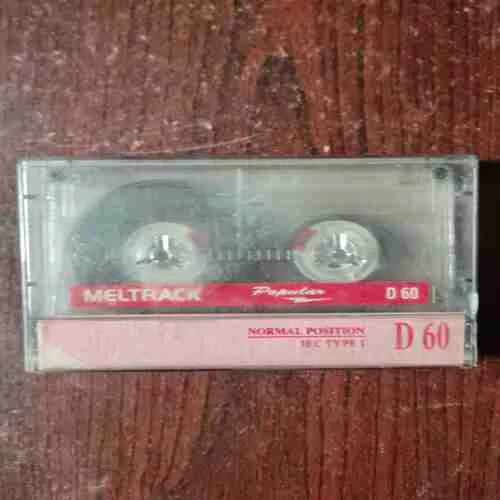 MELTRACK Popular D 60
NORMAL POSITION
IEC TYPE I D 60